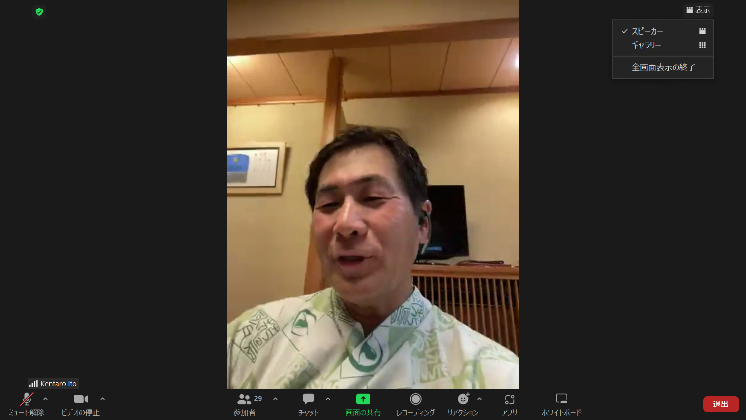 表示
スピーカー
ギャラリー
全画面表示の終了
Kentaro Ito
ミュート解除
ビデオの停止
29
参加者
チャット
画面の共有
レコーディング
リアクション
アプリ
ホワイトボード
退出